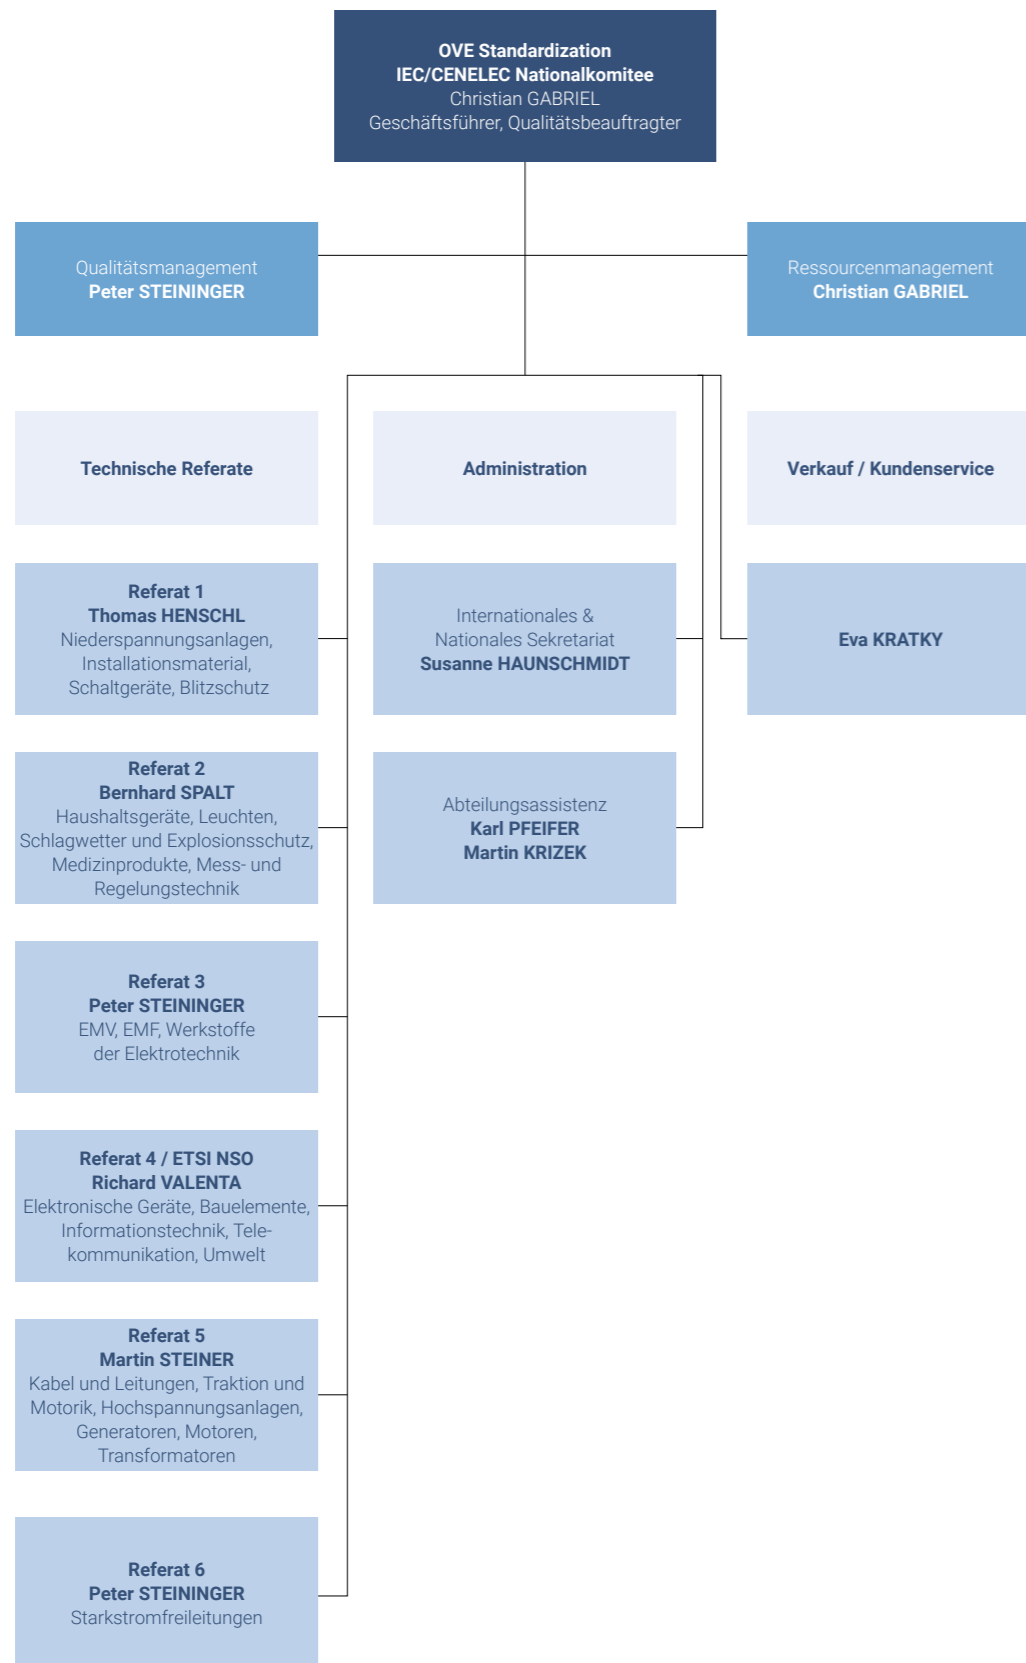 OVE Standardization
IEC/CENELEC Nationalkomitee
Christian GABRIEL
Geschäftsführer, Qualitätsbeauftragter
Qualitätsmanagement
Peter STEININGER
Ressourcenmanagement
Christian GABRIEL
Technische Referate
Administration
Verkauf / Kundenservice
Referat 1
Thomas HENSCHL
Niederspannungsanlagen,
Installationsmaterial,
Schaltgeräte, Blitzschutz
Internationales &
Nationales Sekretariat
Susanne HAUNSCHMIDT
Eva KRATKY
Referat 2
Bernhard SPALT
Haushaltsgeräte, Leuchten,
Schlagwetter und Explosionsschutz,
Medizinprodukte, Mess- und
Regelungstechnik
Abteilungsassistenz
Karl PFEIFER
Martin KRIZEK
Referat 3
Peter STEININGER
EMV, EMF, Werkstoffe
der Elektrotechnik
Referat 4 / ETSI NSO
Richard VALENTA
Elektronische Geräte, Bauelemente,
Informationstechnik, Tele-
kommunikation, Umwelt
Referat 5
Martin STEINER
Kabel und Leitungen, Traktion und
Motorik, Hochspannungsanlagen,
Generatoren, Motoren,
Transformatoren
Referat 6
Peter STEININGER
Starkstromfreileitungen